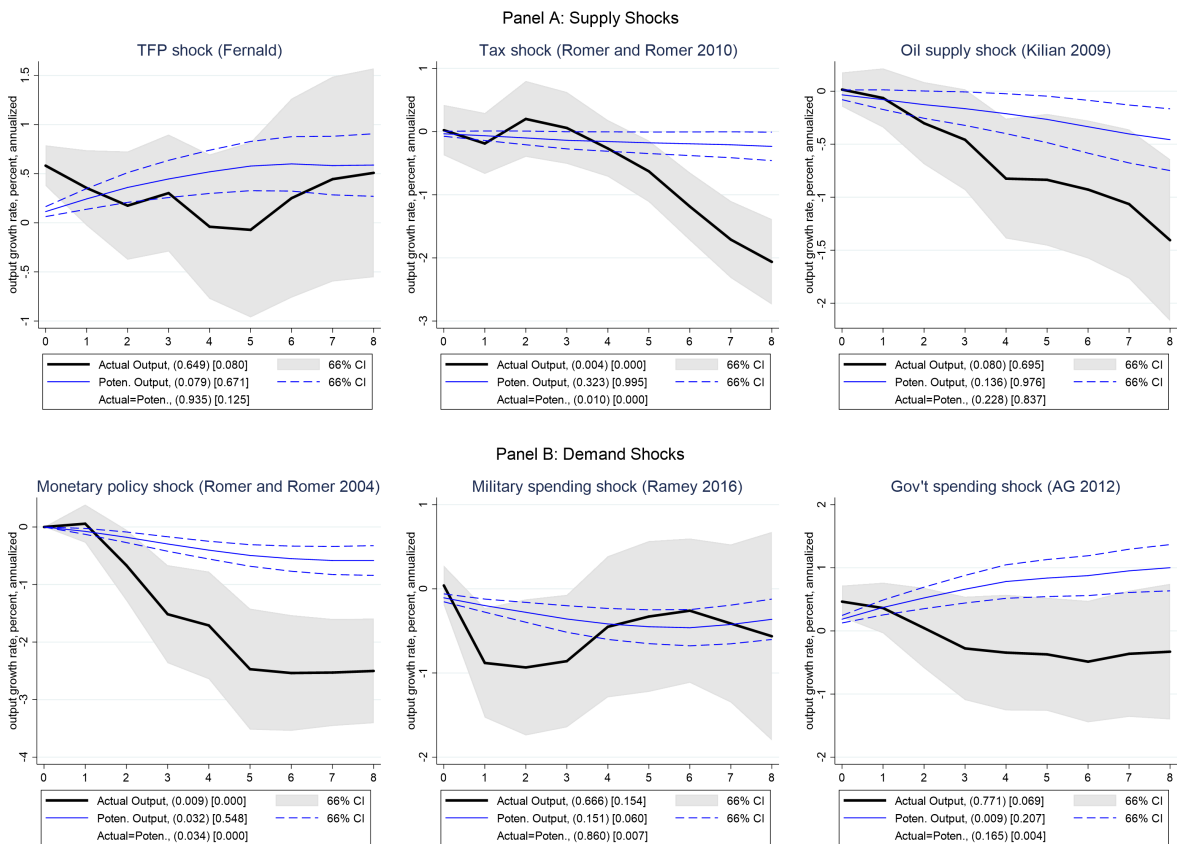 Panel A: Supply Shocks
TFP shock (Fernald)
output growth rate, percent, annualized
1.5
1
.5
0
-.5
-1
0 1 2 3 4 5 6 7 8
Actual Output, (0.649) [0.080] 66% CI
Poten. Output, (0.079) [0.671] 66% CI
Actual=Poten., (0.935) [0.125]
Tax shock (Romer and Romer 2010)
output growth rate, percent, annualized
1
0
-1
-2
-3
0 1 2 3 4 5 6 7 8
Actual Output, (0.004) [0.000] 66% CI
Poten. Output, (0.323) [0.995] 66% CI
Actual=Poten., (0.010) [0.000]
Oil supply shock (Kilian 2009)
output growth rate, percent, annualized
0
-.5
-1
-1.5
-2
0 1 2 3 4 5 6 7 8
Actual Output, (0.080) [0.695] 66% CI
Poten. Output, (0.136) [0.976] 66% CI
Actual=Poten., (0.228) [0.837]
Panel B: Demand Shocks
Monetary policy shock (Romer and Romer 2004)
output growth rate, percent, annualized
0
-1
-2
-3
-4
0 1 2 3 4 5 6 7 8
Actual Output, (0.009) [0.000] 66% CI
Poten. Output, (0.032) [0.548] 66% CI
Actual=Poten., (0.034) [0.000]
Military spending shock (Ramey 2016)
output growth rate, percent, annualized
1
0
-1
-2
0 1 2 3 4 5 6 7 8
Actual Output, (0.666) [0.154] 66% CI
Poten. Output, (0.151) [0.060] 66% CI
Actual=Poten., (0.860) [0.007]
Gov't spending shock (AG 2012)
output growth rate, percent, annualized
2
1
0
-1
-2
0 1 2 3 4 5 6 7 8
Actual Output, (0.771) [0.069] 66% CI
Poten. Output, (0.009) [0.207] 66% CI
Actual=Poten., (0.165) [0.004]